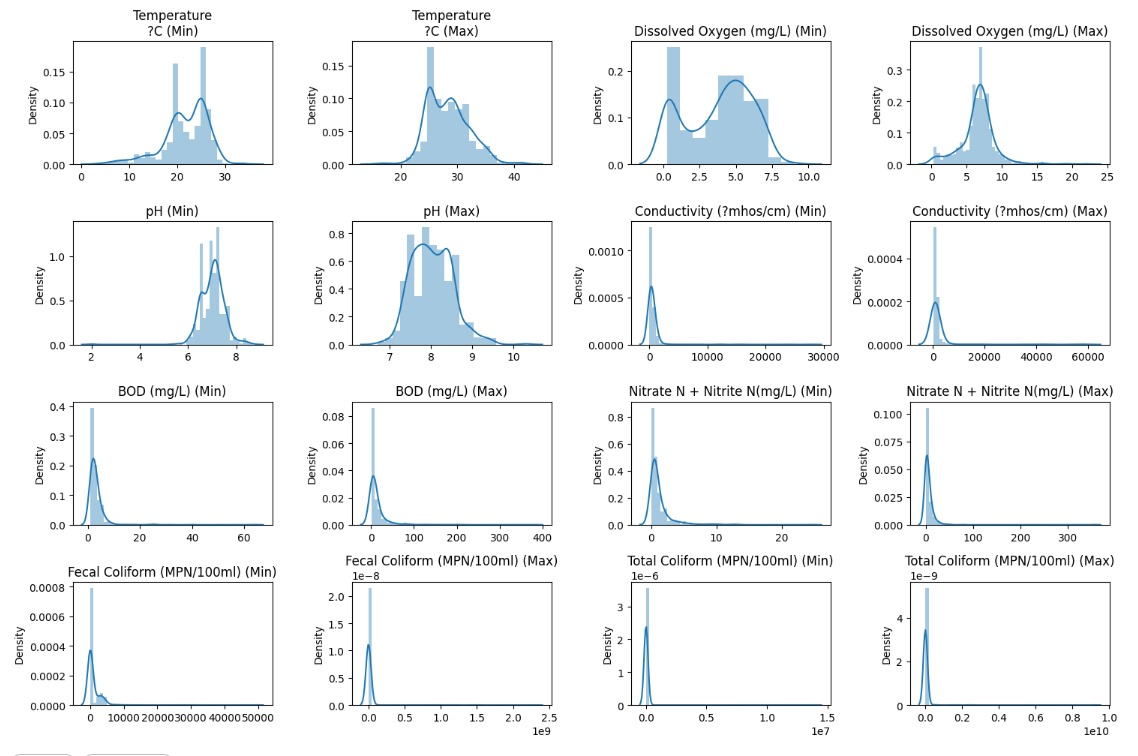 Temperature
?C (Min)
Temperature
?C (Max)
Dissolved Oxygen (mg/L) (Min)
Dissolved Oxygen (mg/L) (Max)
Density
0.15
0.10
0.05
0.00
0 10 20 30
Density
0.15
0.10
0.05
0.00
20 30 40
Density
0.2
0.1
0.0
0.0 2.5 5.0 7.5 10.0
Density
0.3
0.2
0.1
0.0
0 5 10 15 20 25
pH (Min)
pH (Max)
Conductivity (?mhos/cm) (Min)
Conductivity (?mhos/cm) (Max)
Density
1.0
0.5
0.0
2 4 6 8
Density
0.8
0.6
0.4
0.2
0.0
7 8 9 10
Density
0.0010
0.0005
0.0000
0 10000 20000 30000
Density
0.0004
0.0002
0.0000
0 20000 40000 60000
BOD (mg/L) (Min)
BOD (mg/L) (Max)
Nitrate N + Nitrite N(mg/L) (Min)
Nitrate N + Nitrite N(mg/L) (Max)
Density
0.4
0.3
0.2
0.1
0.0
0 20 40 60
Density
0.08
0.06
0.04
0.02
0.00
0 100 200 300 400
Density
0.8
0.6
0.4
0.2
0.0
0 10 20
Density
0.100
0.075
0.050
0.025
0.000
0 100 200 300
Fecal Coliform (MPN/100ml) (Min)
Fecal Coliform (MPN/100ml) (Max)
Total Coliform (MPN/100ml) (Min)
Total Coliform (MPN/100ml) (Max)
Density
0.0008
0.0006
0.0004
0.0002
0.0000
0 10000 20000 30000 40000 50000
1e−8
Density
2.0
1.5
1.0
0.5
0.0
0.0 0.5 1.0 1.5 2.0 2.5
1e9
1e−6
Density
3
2
1
0
0.0 0.5 1.0 1.5
1e7
1e−9
Density
4
2
0
0.0 0.2 0.4 0.6 0.8 1.0
1e10